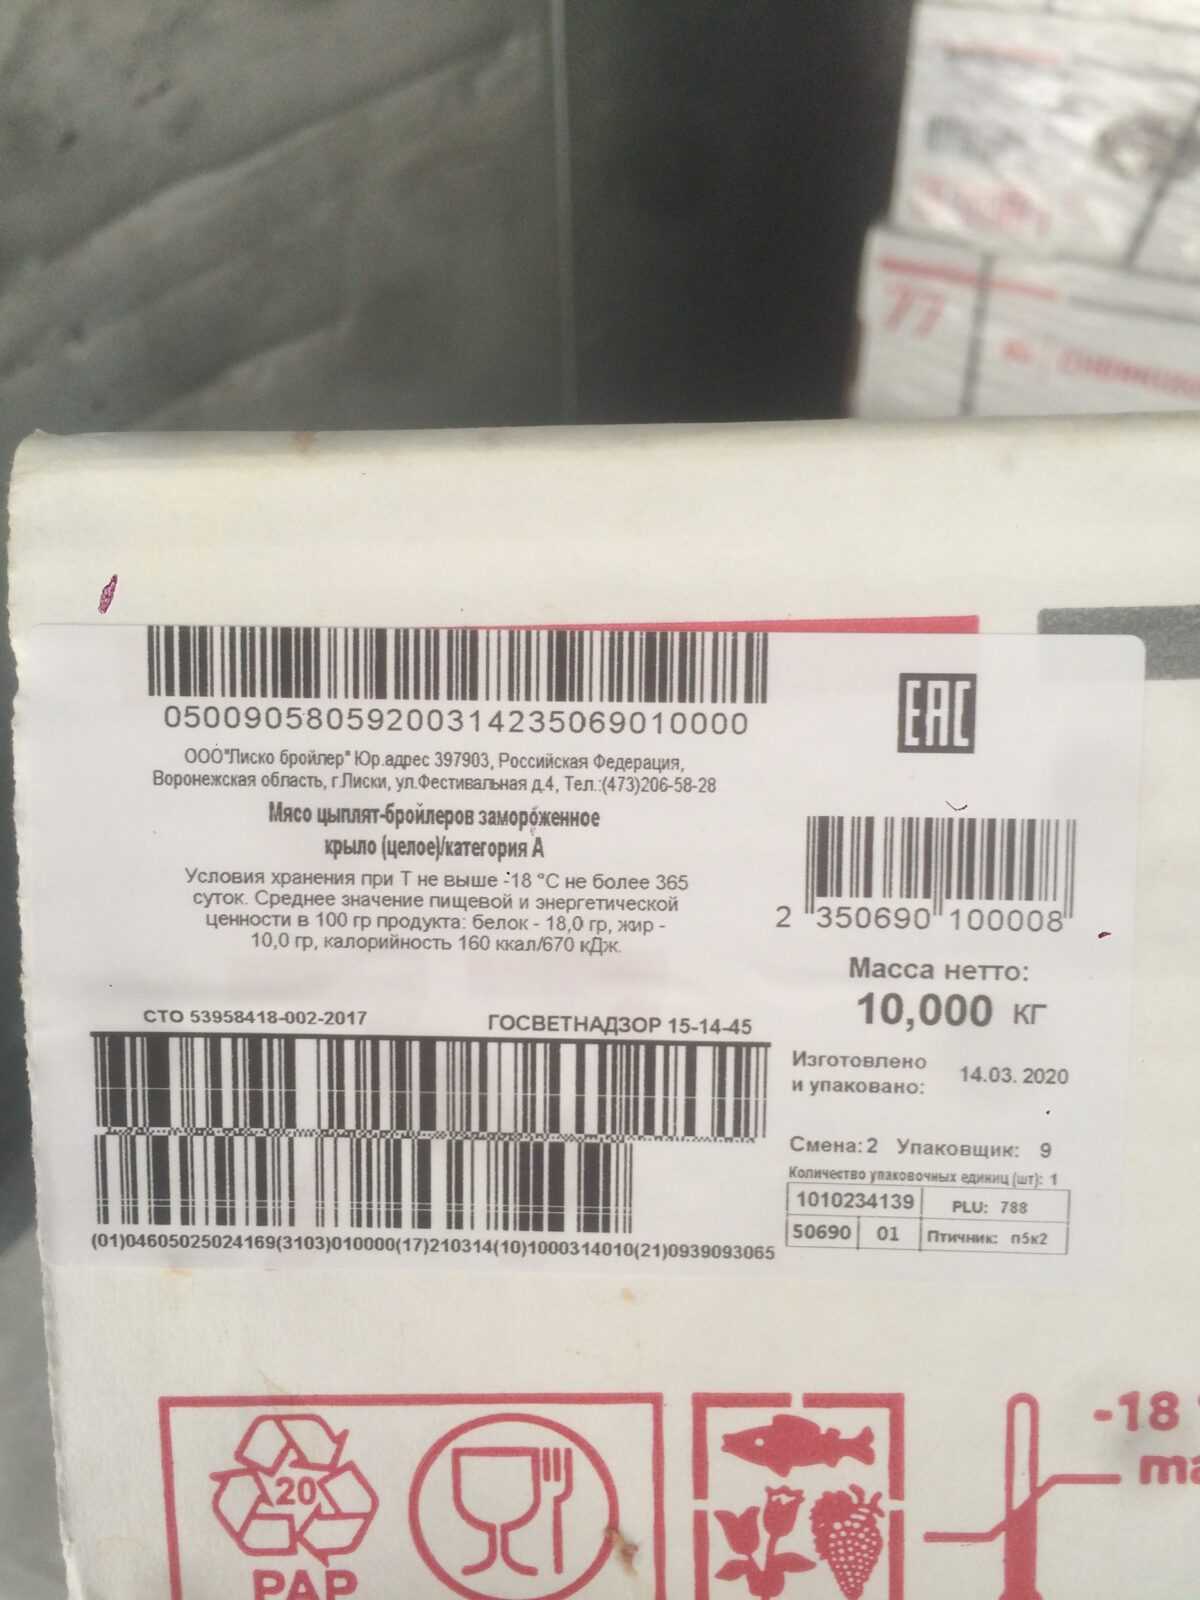 77
05009058059200314235069010000
EAC
ООО"Лиско бройлер" Юр.адрес 397903, Российская Федерация,
Воронежская область, г.Лиски, ул.Фестивальная д.4, Тел.:(473)206-58-28
Мясо цыплят-бройлеров замороженное
крыло (целое)/категория А
Условия хранения при Т не выше -18 °С не более 365
суток. Среднее значение пищевой и энергетической
ценности в 100 гр продукта: белок - 18,0 гр, жир -
10,0 гр, калорийность 160 ккал/670 кДж.
2 350690 100008
Масса нетто:
10,000 кг
СТО 53958418-002-2017
ГОСВЕТНАДЗОР 15-14-45
Изготовлено
и упаковано: 14.03. 2020
Смена: 2 Упаковщик: 9
Количество упаковочных единиц (шт): 1
1010234139 PLU: 788
50690 01 Птичник: п5к2
(01)04605025024169(3103)010000(17)210314(10)1000314010(21)0939093065
20
PAP
-18